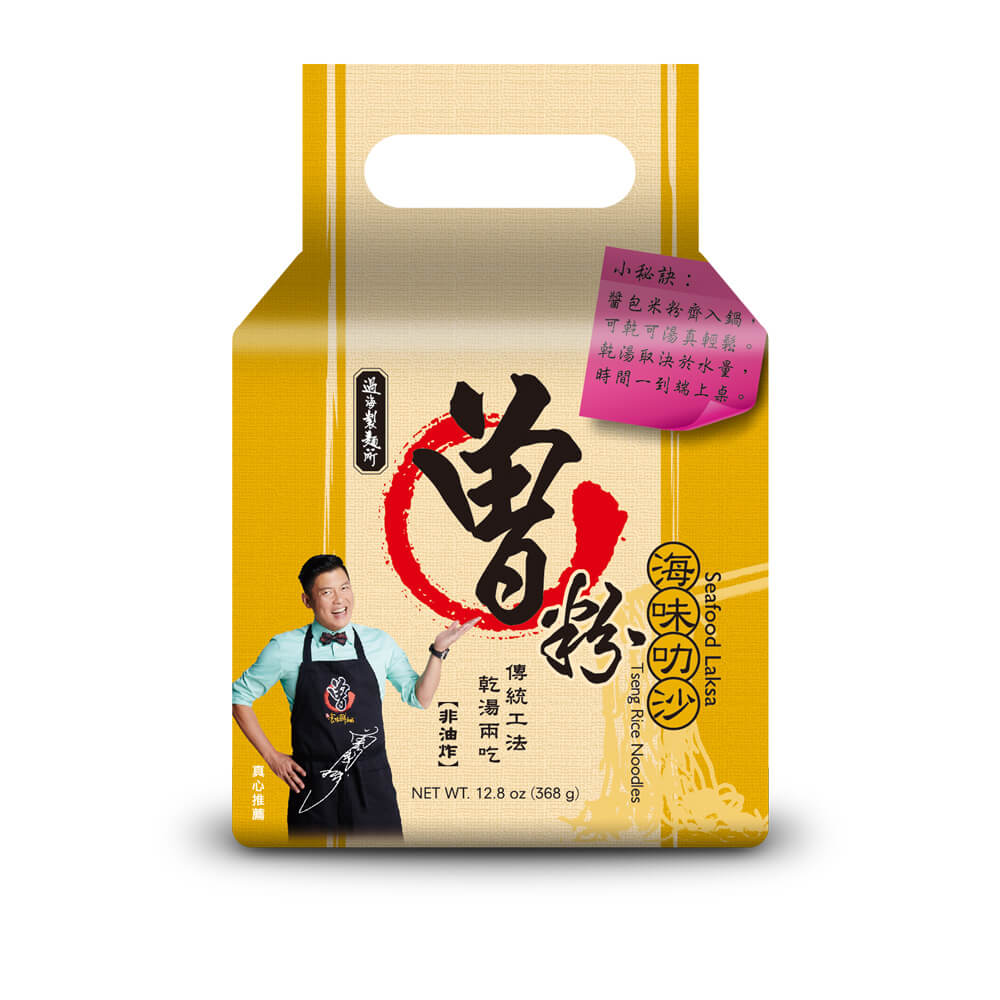 小秘訣：
醬包米粉齊入鍋，
可乾可湯真輕鬆。
乾湯取決於水量，
時間一到端上桌。
過海製麵所
曾粉
海味叻沙
Seafood Laksa
Tseng Rice Noodles
傳統工法
乾湯兩吃
【非油炸】
NET WT. 12.8 oz (368 g)
曾
真心推薦